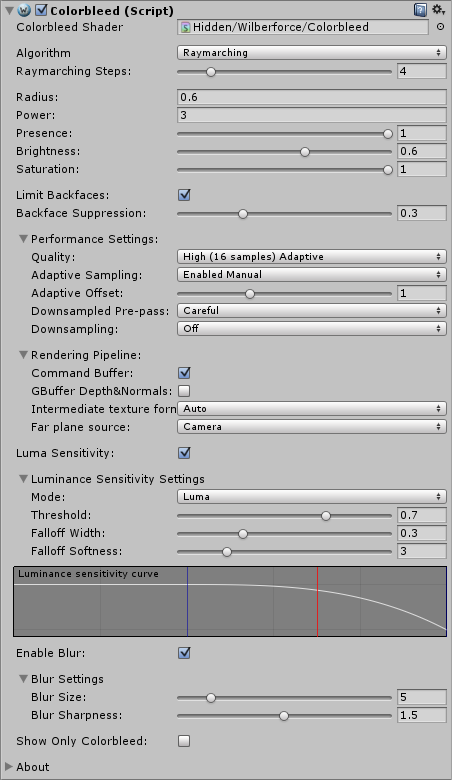 Colorbleed (Script)
Colorbleed Shader Hidden/Wilberforce/Colorbleed
Algorithm Raymarching
Raymarching Steps: 4
Radius: 0.6
Power: 3
Presence: 1
Brightness: 0.6
Saturation: 1
Limit Backfaces:
Backface Suppression: 0.3
Performance Settings:
Quality: High (16 samples) Adaptive
Adaptive Sampling: Enabled Manual
Adaptive Offset: 1
Downsampled Pre-pass: Careful
Downsampling: Off
Rendering Pipeline:
Command Buffer:
GBuffer Depth&Normals:
Intermediate texture forn Auto
Far plane source: Camera
Luma Sensitivity:
Luminance Sensitivity Settings
Mode: Luma
Threshold: 0.7
Falloff Width: 0.3
Falloff Softness: 3
Luminance sensitivity curve
Enable Blur:
Blur Settings
Blur Size: 5
Blur Sharpness: 1.5
Show Only Colorbleed:
About